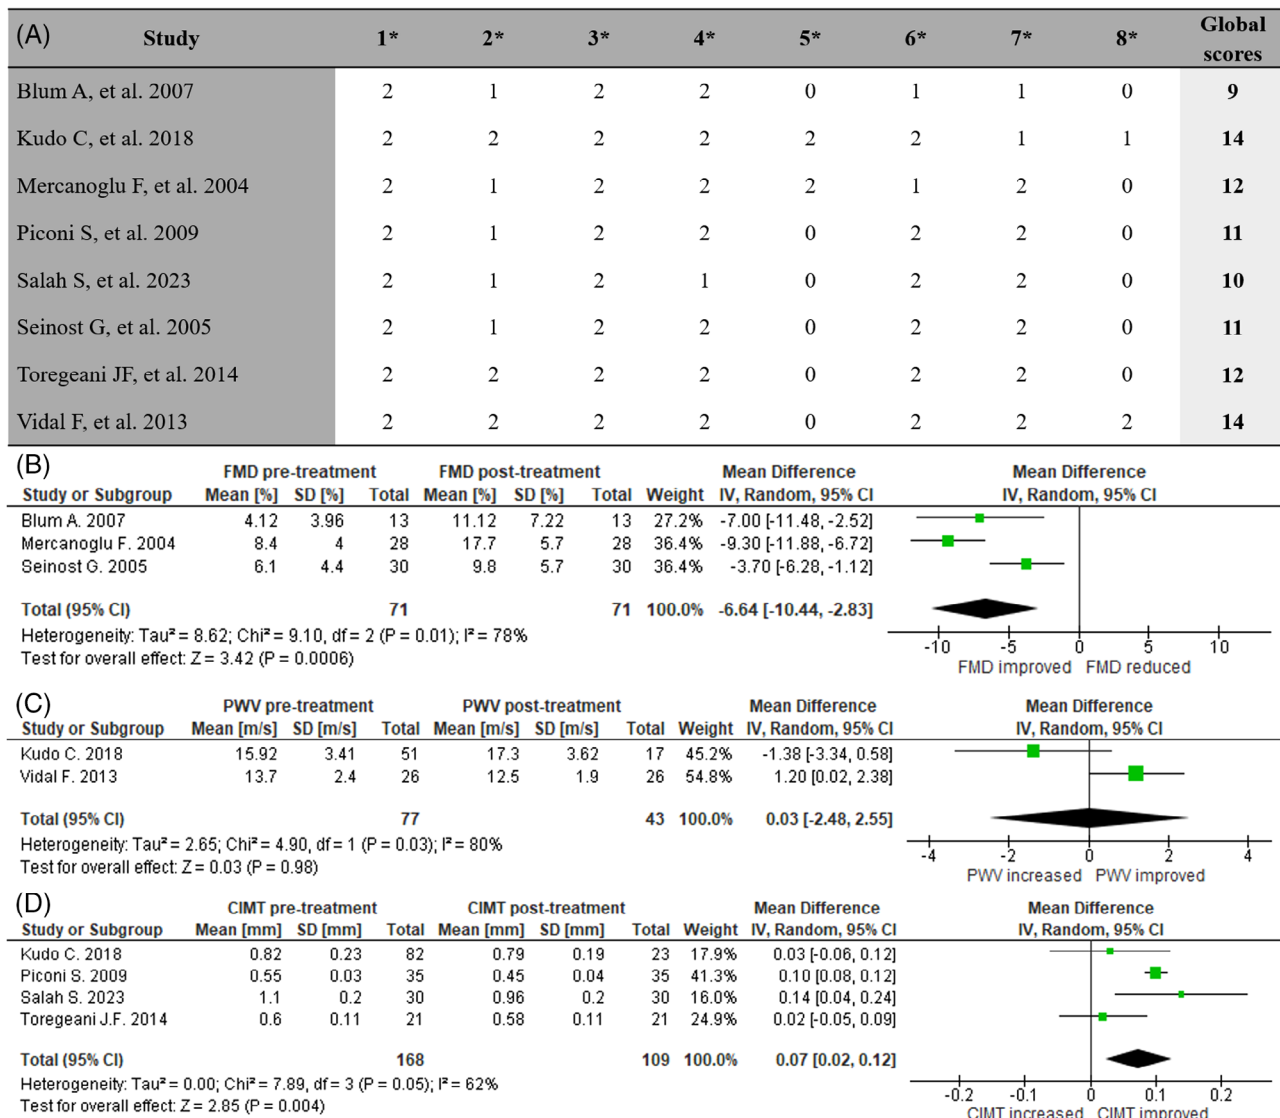 (A) Study 1* 2* 3* 4* 5* 6* 7* 8* Global scores
Blum A, et al. 2007 2 1 2 2 0 1 1 0 9
Kudo C, et al. 2018 2 2 2 2 2 2 1 1 14
Mercanoglu F, et al. 2004 2 1 2 2 2 1 2 0 12
Piconi S, et al. 2009 2 1 2 2 0 2 2 0 11
Salah S, et al. 2023 2 1 2 1 0 2 2 0 10
Seinost G, et al. 2005 2 1 2 2 0 2 2 0 11
Toregeani JF, et al. 2014 2 2 2 2 0 2 2 0 12
Vidal F, et al. 2013 2 2 2 2 0 2 2 2 14
(B)
FMD pre-treatment FMD post-treatment Mean Difference Mean Difference
Study or Subgroup Mean [%] SD [%] Total Mean [%] SD [%] Total Weight IV, Random, 95% CI IV, Random, 95% CI
Blum A. 2007 4.12 3.96 13 11.12 7.22 13 27.2% -7.00 [-11.48, -2.52]
Mercanoglu F. 2004 8.4 4 28 17.7 5.7 28 36.4% -9.30 [-11.88, -6.72]
Seinost G. 2005 6.1 4.4 30 9.8 5.7 30 36.4% -3.70 [-6.28, -1.12]
Total (95% CI) 71 71 100.0% -6.64 [-10.44, -2.83]
Heterogeneity: Tau² = 8.62; Chi² = 9.10, df = 2 (P = 0.01); I² = 78%
Test for overall effect: Z = 3.42 (P = 0.0006)
-10 -5 0 5 10
FMD improved FMD reduced
(C)
PWV pre-treatment PWV post-treatment Mean Difference Mean Difference
Study or Subgroup Mean [m/s] SD [m/s] Total Mean [m/s] SD [m/s] Total Weight IV, Random, 95% CI IV, Random, 95% CI
Kudo C. 2018 15.92 3.41 51 17.3 3.62 17 45.2% -1.38 [-3.34, 0.58]
Vidal F. 2013 13.7 2.4 26 12.5 1.9 26 54.8% 1.20 [0.02, 2.38]
Total (95% CI) 77 43 100.0% 0.03 [-2.48, 2.55]
Heterogeneity: Tau² = 2.65; Chi² = 4.90, df = 1 (P = 0.03); I² = 80%
Test for overall effect: Z = 0.03 (P = 0.98)
-4 -2 0 2 4
PWV increased PWV improved
(D)
CIMT pre-treatment CIMT post-treatment Mean Difference Mean Difference
Study or Subgroup Mean [mm] SD [mm] Total Mean [mm] SD [mm] Total Weight IV, Random, 95% CI IV, Random, 95% CI
Kudo C. 2018 0.82 0.23 82 0.79 0.19 23 17.9% 0.03 [-0.06, 0.12]
Piconi S. 2009 0.55 0.03 35 0.45 0.04 35 41.3% 0.10 [0.08, 0.12]
Salah S. 2023 1.1 0.2 30 0.96 0.2 30 16.0% 0.14 [0.04, 0.24]
Toregeani J.F. 2014 0.6 0.11 21 0.58 0.11 21 24.9% 0.02 [-0.05, 0.09]
Total (95% CI) 168 109 100.0% 0.07 [0.02, 0.12]
Heterogeneity: Tau² = 0.00; Chi² = 7.89, df = 3 (P = 0.05); I² = 62%
Test for overall effect: Z = 2.85 (P = 0.004)
-0.2 -0.1 0 0.1 0.2
CIMT increased CIMT improved